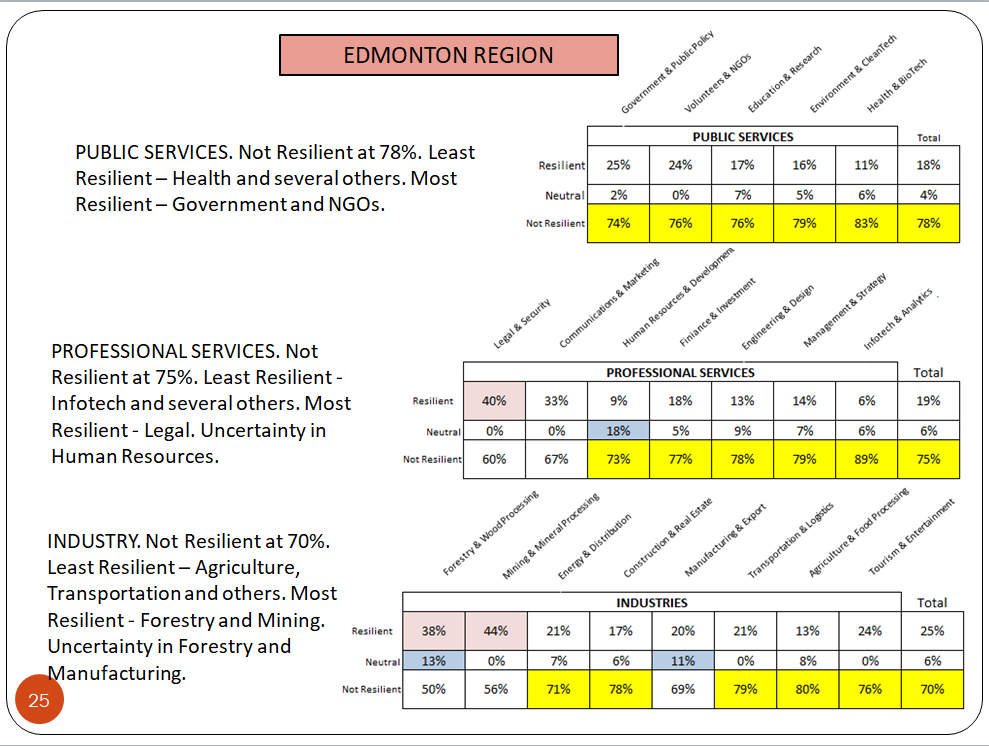 EDMONTON REGION
Government & Public Policy
Volunteers & NGOs
Education & Research
Environment & CleanTech
Health & BioTech
PUBLIC SERVICES. Not Resilient at 78%. Least
Resilient – Health and several others. Most
Resilient – Government and NGOs.
PUBLIC SERVICES Total
Resilient 25% 24% 17% 16% 11% 18%
Neutral 2% 0% 7% 5% 6% 4%
Not Resilient 74% 76% 76% 79% 83% 78%
Legal & Security
Communications & Marketing
Human Resources & Development
Finiance & Investment
Engineering & Design
Management & Strategy
Infotech & Analytics
PROFESSIONAL SERVICES. Not
Resilient at 75%. Least Resilient -
Infotech and several others. Most
Resilient - Legal. Uncertainty in
Human Resources.
PROFESSIONAL SERVICES Total
Resilient 40% 33% 9% 18% 13% 14% 6% 19%
Neutral 0% 0% 18% 5% 9% 7% 6% 6%
Not Resilient 60% 67% 73% 77% 78% 79% 89% 75%
Forestry & Wood Processing
Mining & Mineral Processing
Energy & Distribution
Construction & Real Estate
Manufacturing & Export
Transportation & Logistics
Agriculture & Food Processing
Tourism & Entertainment
INDUSTRY. Not Resilient at 70%.
Least Resilient – Agriculture,
Transportation and others. Most
Resilient - Forestry and Mining.
Uncertainty in Forestry and
Manufacturing.
INDUSTRIES Total
Resilient 38% 44% 21% 17% 20% 21% 13% 24% 25%
Neutral 13% 0% 7% 6% 11% 0% 8% 0% 6%
Not Resilient 50% 56% 71% 78% 69% 79% 80% 76% 70%
25